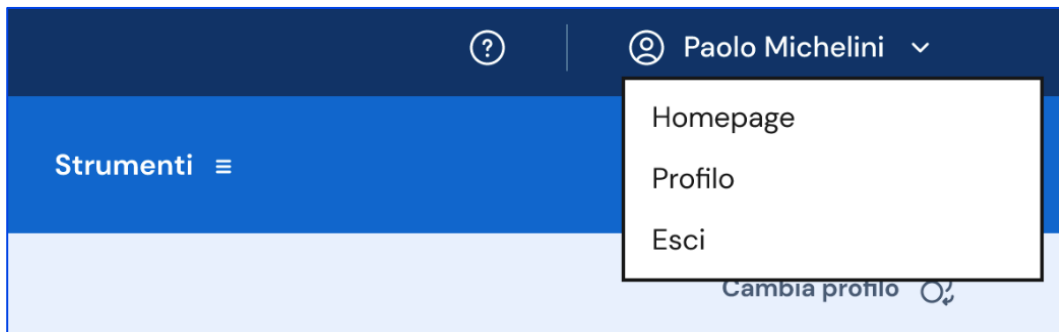 Paolo Michelini
Homepage
Strumenti
Profilo
Esci
Cambia profilo